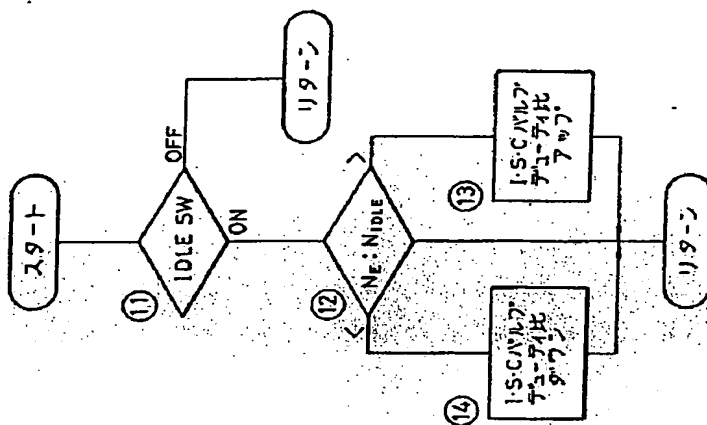 スタート
⑪
IDLE SW
OFF
ON
リターン
⑫
NE:NIDLE
<
>
⑭
I・S・Cバルブ
デューティ比
ダウン
⑬
I・S・Cバルブ
デューティ比
アップ
リターン